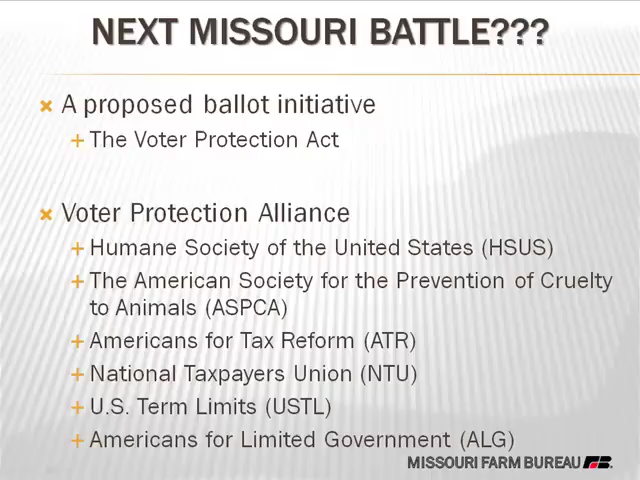 NEXT MISSOURI BATTLE???
A proposed ballot initiative
The Voter Protection Act
Voter Protection Alliance
Humane Society of the United States (HSUS)
The American Society for the Prevention of Cruelty
to Animals (ASPCA)
Americans for Tax Reform (ATR)
National Taxpayers Union (NTU)
U.S. Term Limits (USTL)
Americans for Limited Government (ALG)
MISSOURI FARM BUREAU FB